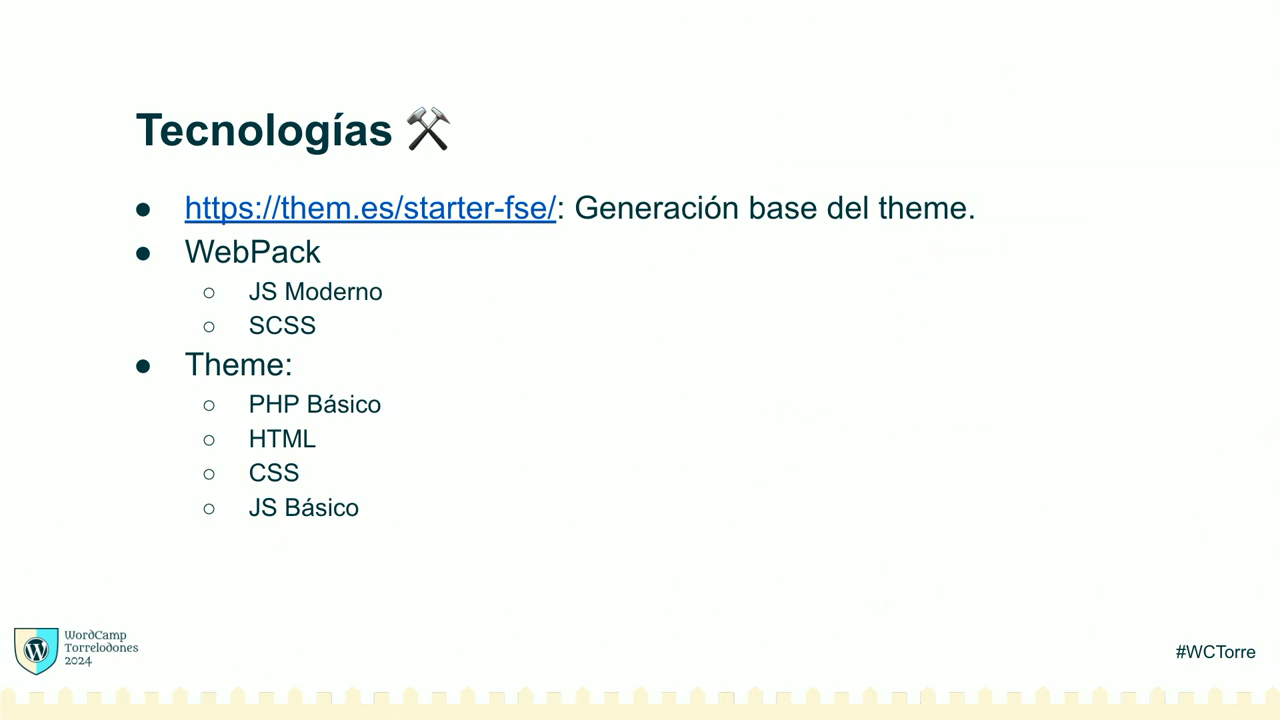 Tecnologías ⚒
● https://them.es/starter-fse/: Generación base del theme.
● WebPack
○ JS Moderno
○ SCSS
● Theme:
○ PHP Básico
○ HTML
○ CSS
○ JS Básico
WordCamp
Torrelodones
2024
#WCTorre